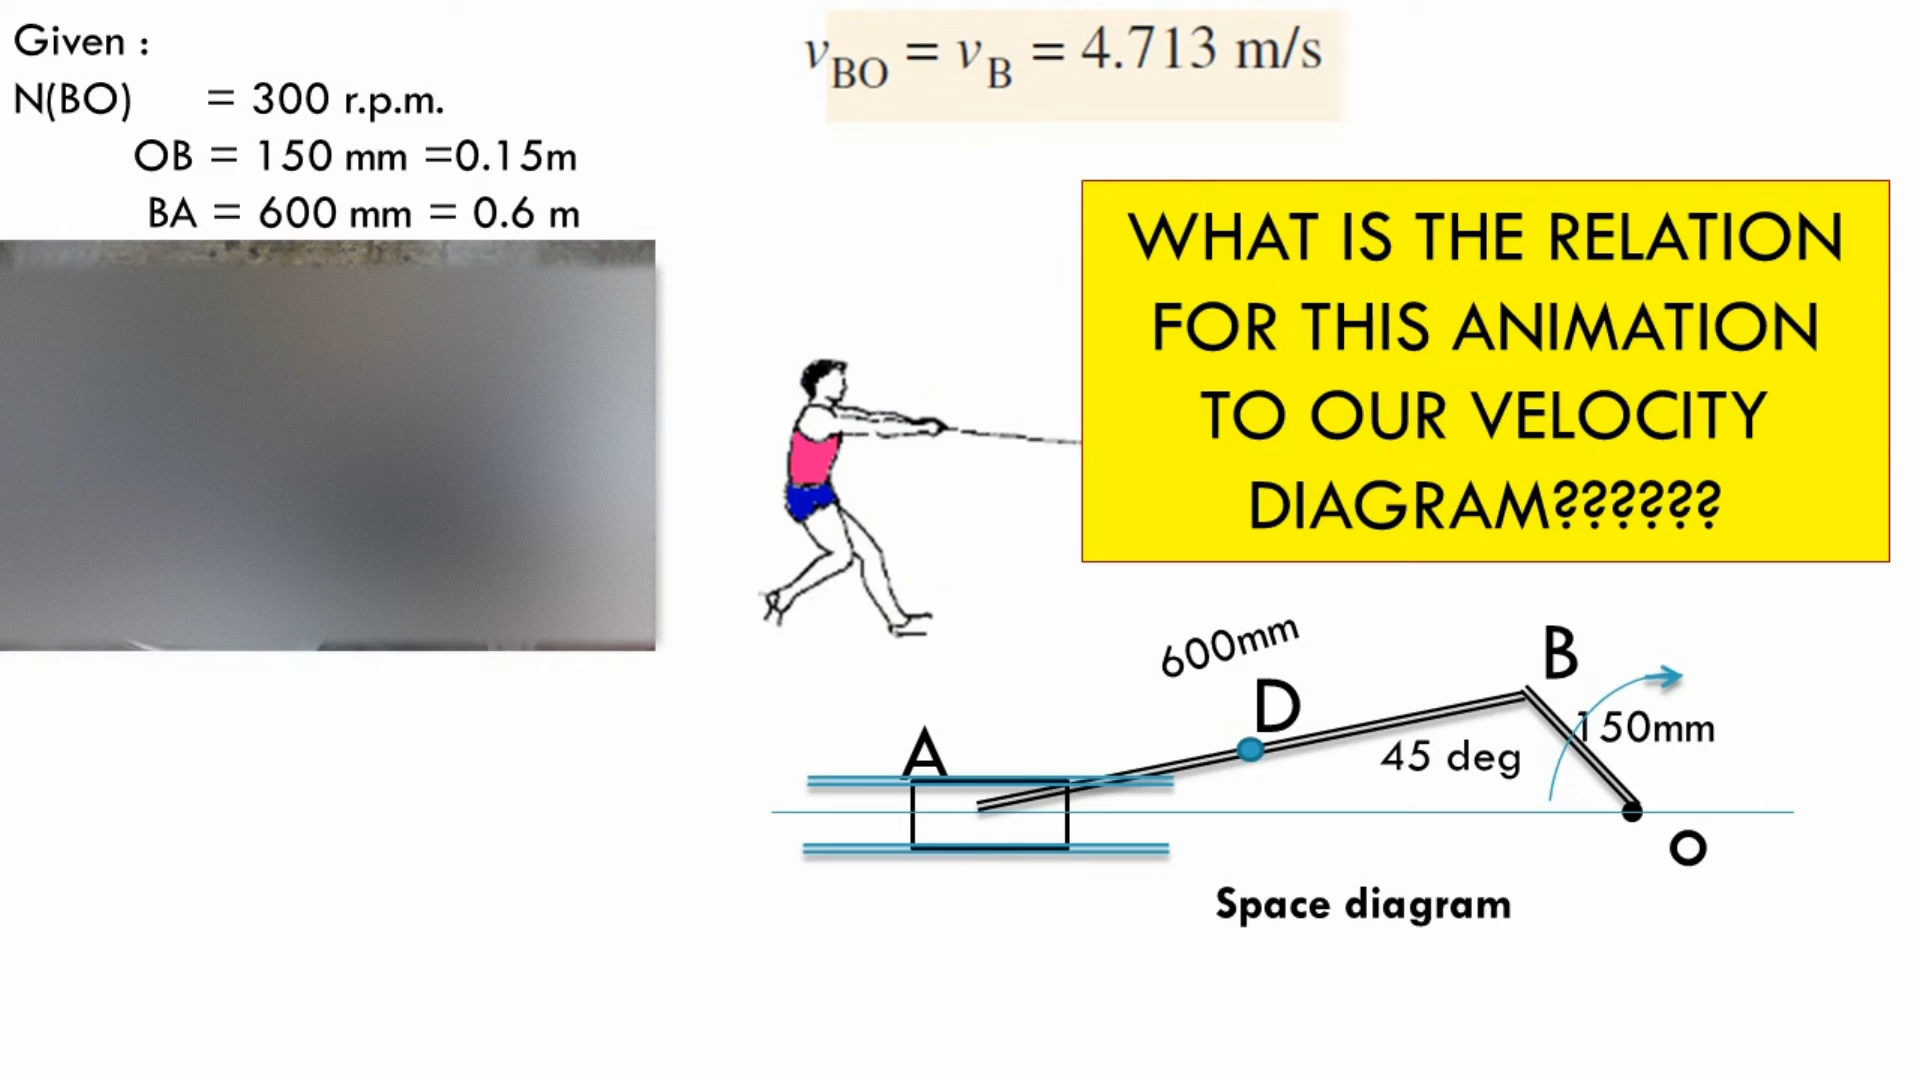 Given :
N(BO) = 300 r.p.m.
OB = 150 mm =0.15m
BA = 600 mm = 0.6 m
vBO = vB = 4.713 m/s
WHAT IS THE RELATION
FOR THIS ANIMATION
TO OUR VELOCITY
DIAGRAM??????
600mm
B
D
150mm
A
45 deg
O
Space diagram